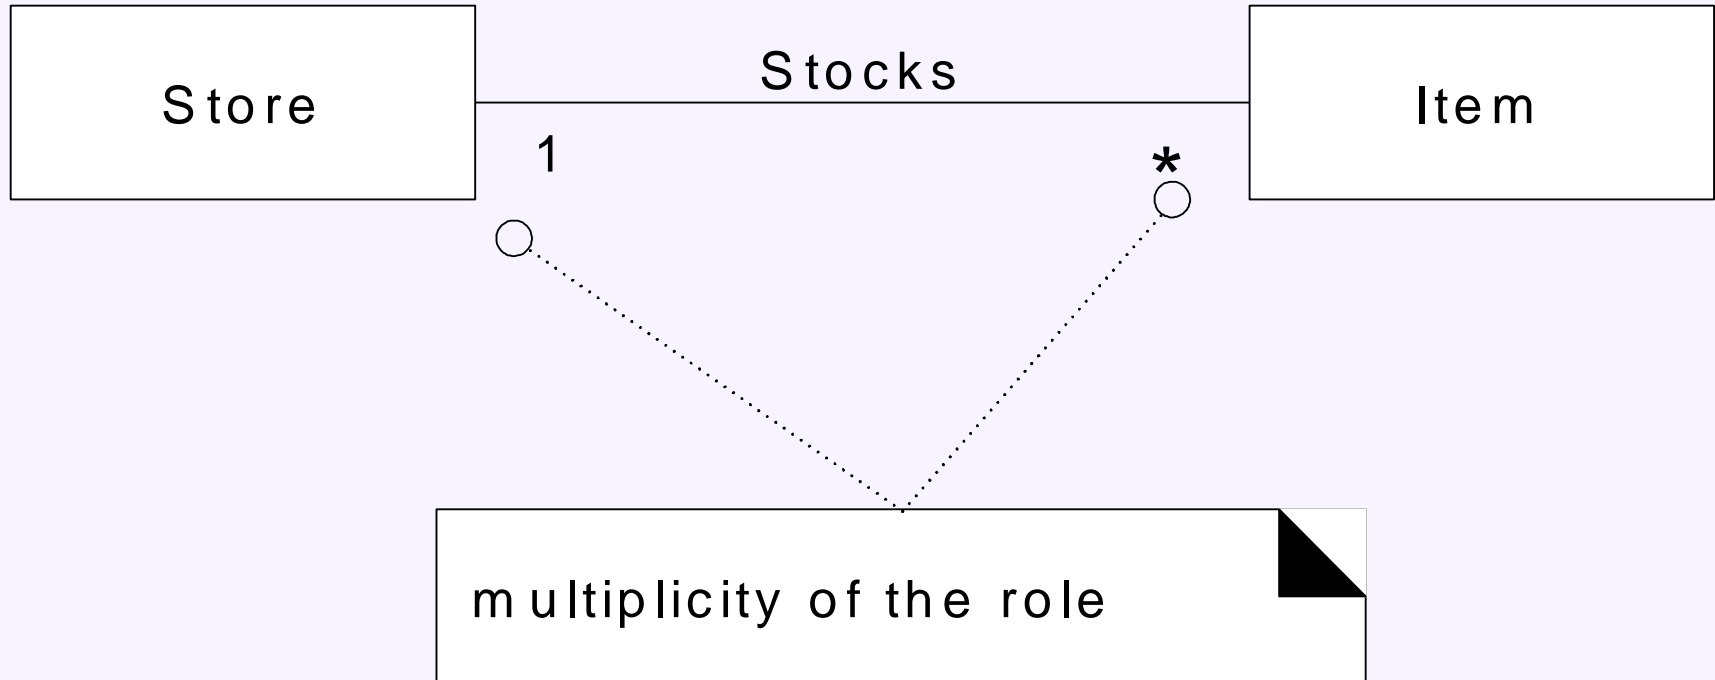 Stocks
Store
Item
1
*
multiplicity of the role